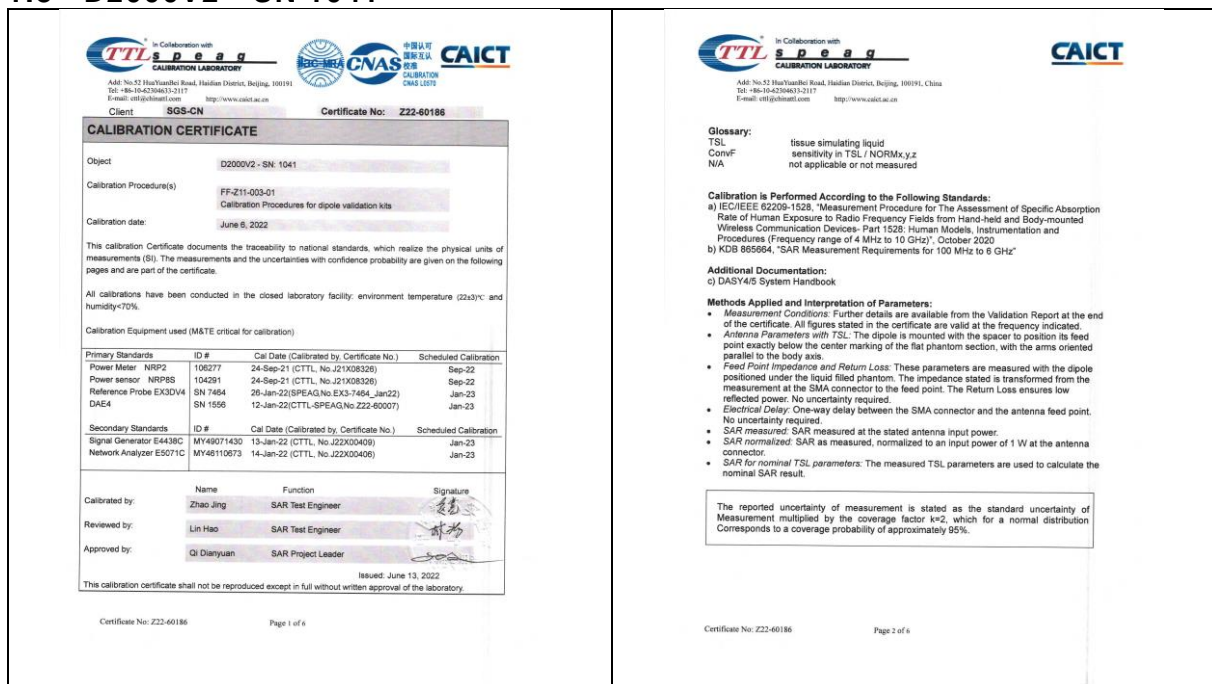 D2000V2 - SN 1041
TTL
In Collaboration with
s p e a g
CALIBRATION LABORATORY
ilac-MRA
CNAS
中国认可
国际互认
校准
CALIBRATION
CNAS L0570
CAICT
Add: No.52 HuaYuanBei Road, Haidian District, Beijing, 100191
Tel: +86-10-62304633-2117
E-mail: cttl@chinattl.com http://www.caict.ac.cn
Client SGS-CN Certificate No: Z22-60186
CALIBRATION CERTIFICATE
Object D2000V2 - SN: 1041
Calibration Procedure(s)
FF-Z11-003-01
Calibration Procedures for dipole validation kits
Calibration date: June 6, 2022
This calibration Certificate documents the traceability to national standards, which realize the physical units of
measurements (SI). The measurements and the uncertainties with confidence probability are given on the following
pages and are part of the certificate.
All calibrations have been conducted in the closed laboratory facility: environment temperature (22±3)℃ and
humidity<70%.
Calibration Equipment used (M&TE critical for calibration)
Primary Standards ID # Cal Date (Calibrated by, Certificate No.) Scheduled Calibration
Power Meter NRP2 106277 24-Sep-21 (CTTL, No.J21X08326) Sep-22
Power sensor NRP8S 104291 24-Sep-21 (CTTL, No.J21X08326) Sep-22
Reference Probe EX3DV4 SN 7464 26-Jan-22(SPEAG,No.EX3-7464_Jan22) Jan-23
DAE4 SN 1556 12-Jan-22(CTTL-SPEAG,No.Z22-60007) Jan-23
Secondary Standards ID # Cal Date (Calibrated by, Certificate No.) Scheduled Calibration
Signal Generator E4438C MY49071430 13-Jan-22 (CTTL, No.J22X00409) Jan-23
Network Analyzer E5071C MY46110673 14-Jan-22 (CTTL, No.J22X00406) Jan-23
Name Function Signature
Calibrated by: Zhao Jing SAR Test Engineer
Reviewed by: Lin Hao SAR Test Engineer
Approved by: Qi Dianyuan SAR Project Leader
Issued: June 13, 2022
This calibration certificate shall not be reproduced except in full without written approval of the laboratory.
Certificate No: Z22-60186 Page 1 of 6
TTL
In Collaboration with
s p e a g
CALIBRATION LABORATORY
CAICT
Add: No.52 HuaYuanBei Road, Haidian District, Beijing, 100191, China
Tel: +86-10-62304633-2117
E-mail: cttl@chinattl.com http://www.caict.ac.cn
Glossary:
TSL tissue simulating liquid
ConvF sensitivity in TSL / NORMx,y,z
N/A not applicable or not measured
Calibration is Performed According to the Following Standards:
a) IEC/IEEE 62209-1528, "Measurement Procedure for The Assessment of Specific Absorption
Rate of Human Exposure to Radio Frequency Fields from Hand-held and Body-mounted
Wireless Communication Devices- Part 1528: Human Models, Instrumentation and
Procedures (Frequency range of 4 MHz to 10 GHz)", October 2020
b) KDB 865664, "SAR Measurement Requirements for 100 MHz to 6 GHz"
Additional Documentation:
c) DASY4/5 System Handbook
Methods Applied and Interpretation of Parameters:
• Measurement Conditions: Further details are available from the Validation Report at the end
of the certificate. All figures stated in the certificate are valid at the frequency indicated.
• Antenna Parameters with TSL: The dipole is mounted with the spacer to position its feed
point exactly below the center marking of the flat phantom section, with the arms oriented
parallel to the body axis.
• Feed Point Impedance and Return Loss: These parameters are measured with the dipole
positioned under the liquid filled phantom. The impedance stated is transformed from the
measurement at the SMA connector to the feed point. The Return Loss ensures low
reflected power. No uncertainty required.
• Electrical Delay: One-way delay between the SMA connector and the antenna feed point.
No uncertainty required.
• SAR measured: SAR measured at the stated antenna input power.
• SAR normalized: SAR as measured, normalized to an input power of 1 W at the antenna
connector.
• SAR for nominal TSL parameters: The measured TSL parameters are used to calculate the
nominal SAR result.
The reported uncertainty of measurement is stated as the standard uncertainty of
Measurement multiplied by the coverage factor k=2, which for a normal distribution
Corresponds to a coverage probability of approximately 95%.
Certificate No: Z22-60186 Page 2 of 6